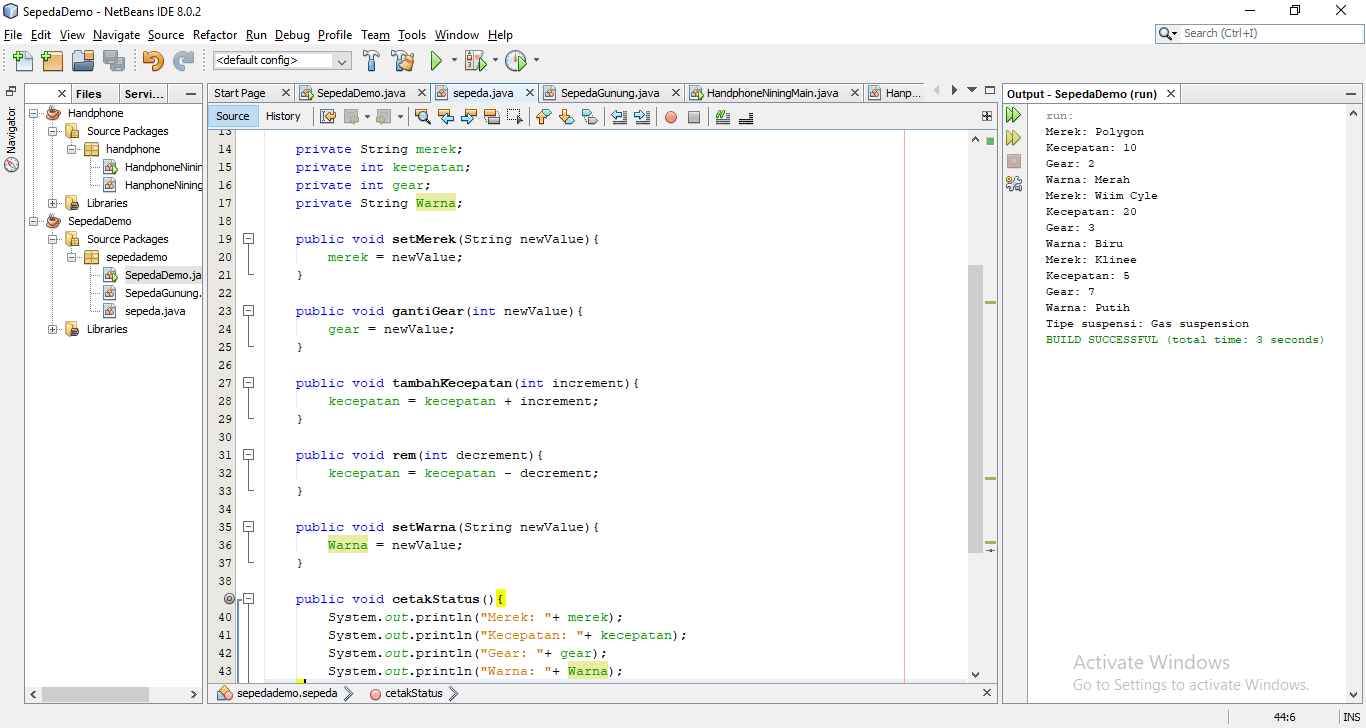 SepedaDemo - NetBeans IDE 8.0.2
File Edit View Navigate Source Refactor Run Debug Profile Team Tools Window Help
Search (Ctrl+I)
<default config>
Navigator
Files Servi...
Handphone
Source Packages
handphone
HandphoneNinin
HanphoneNining
Libraries
SepedaDemo
Source Packages
sepedademo
SepedaDemo.ja
SepedaGunung.
sepeda.java
Libraries
Start Page SepedaDemo.java sepeda.java SepedaGunung.java HandphoneNiningMain.java Hanp...
Source History
13
14 private String merek;
15 private int kecepatan;
16 private int gear;
17 private String Warna;
18
19 public void setMerek(String newValue){
20 merek = newValue;
21 }
22
23 public void gantiGear(int newValue){
24 gear = newValue;
25 }
26
27 public void tambahKecepatan(int increment){
28 kecepatan = kecepatan + increment;
29 }
30
31 public void rem(int decrement){
32 kecepatan = kecepatan - decrement;
33 }
34
35 public void setWarna(String newValue){
36 Warna = newValue;
37 }
38
public void cetakStatus(){
40 System.out.println("Merek: "+ merek);
41 System.out.println("Kecepatan: "+ kecepatan);
42 System.out.println("Gear: "+ gear);
43 System.out.println("Warna: "+ Warna);
sepedademo.sepeda cetakStatus
Output - SepedaDemo (run)
run:
Merek: Polygon
Kecepatan: 10
Gear: 2
Warna: Merah
Merek: Wiim Cyle
Kecepatan: 20
Gear: 3
Warna: Biru
Merek: Klinee
Kecepatan: 5
Gear: 7
Warna: Putih
Tipe suspensi: Gas suspension
BUILD SUCCESSFUL (total time: 3 seconds)
Activate Windows
Go to Settings to activate Windows.
44:6 INS